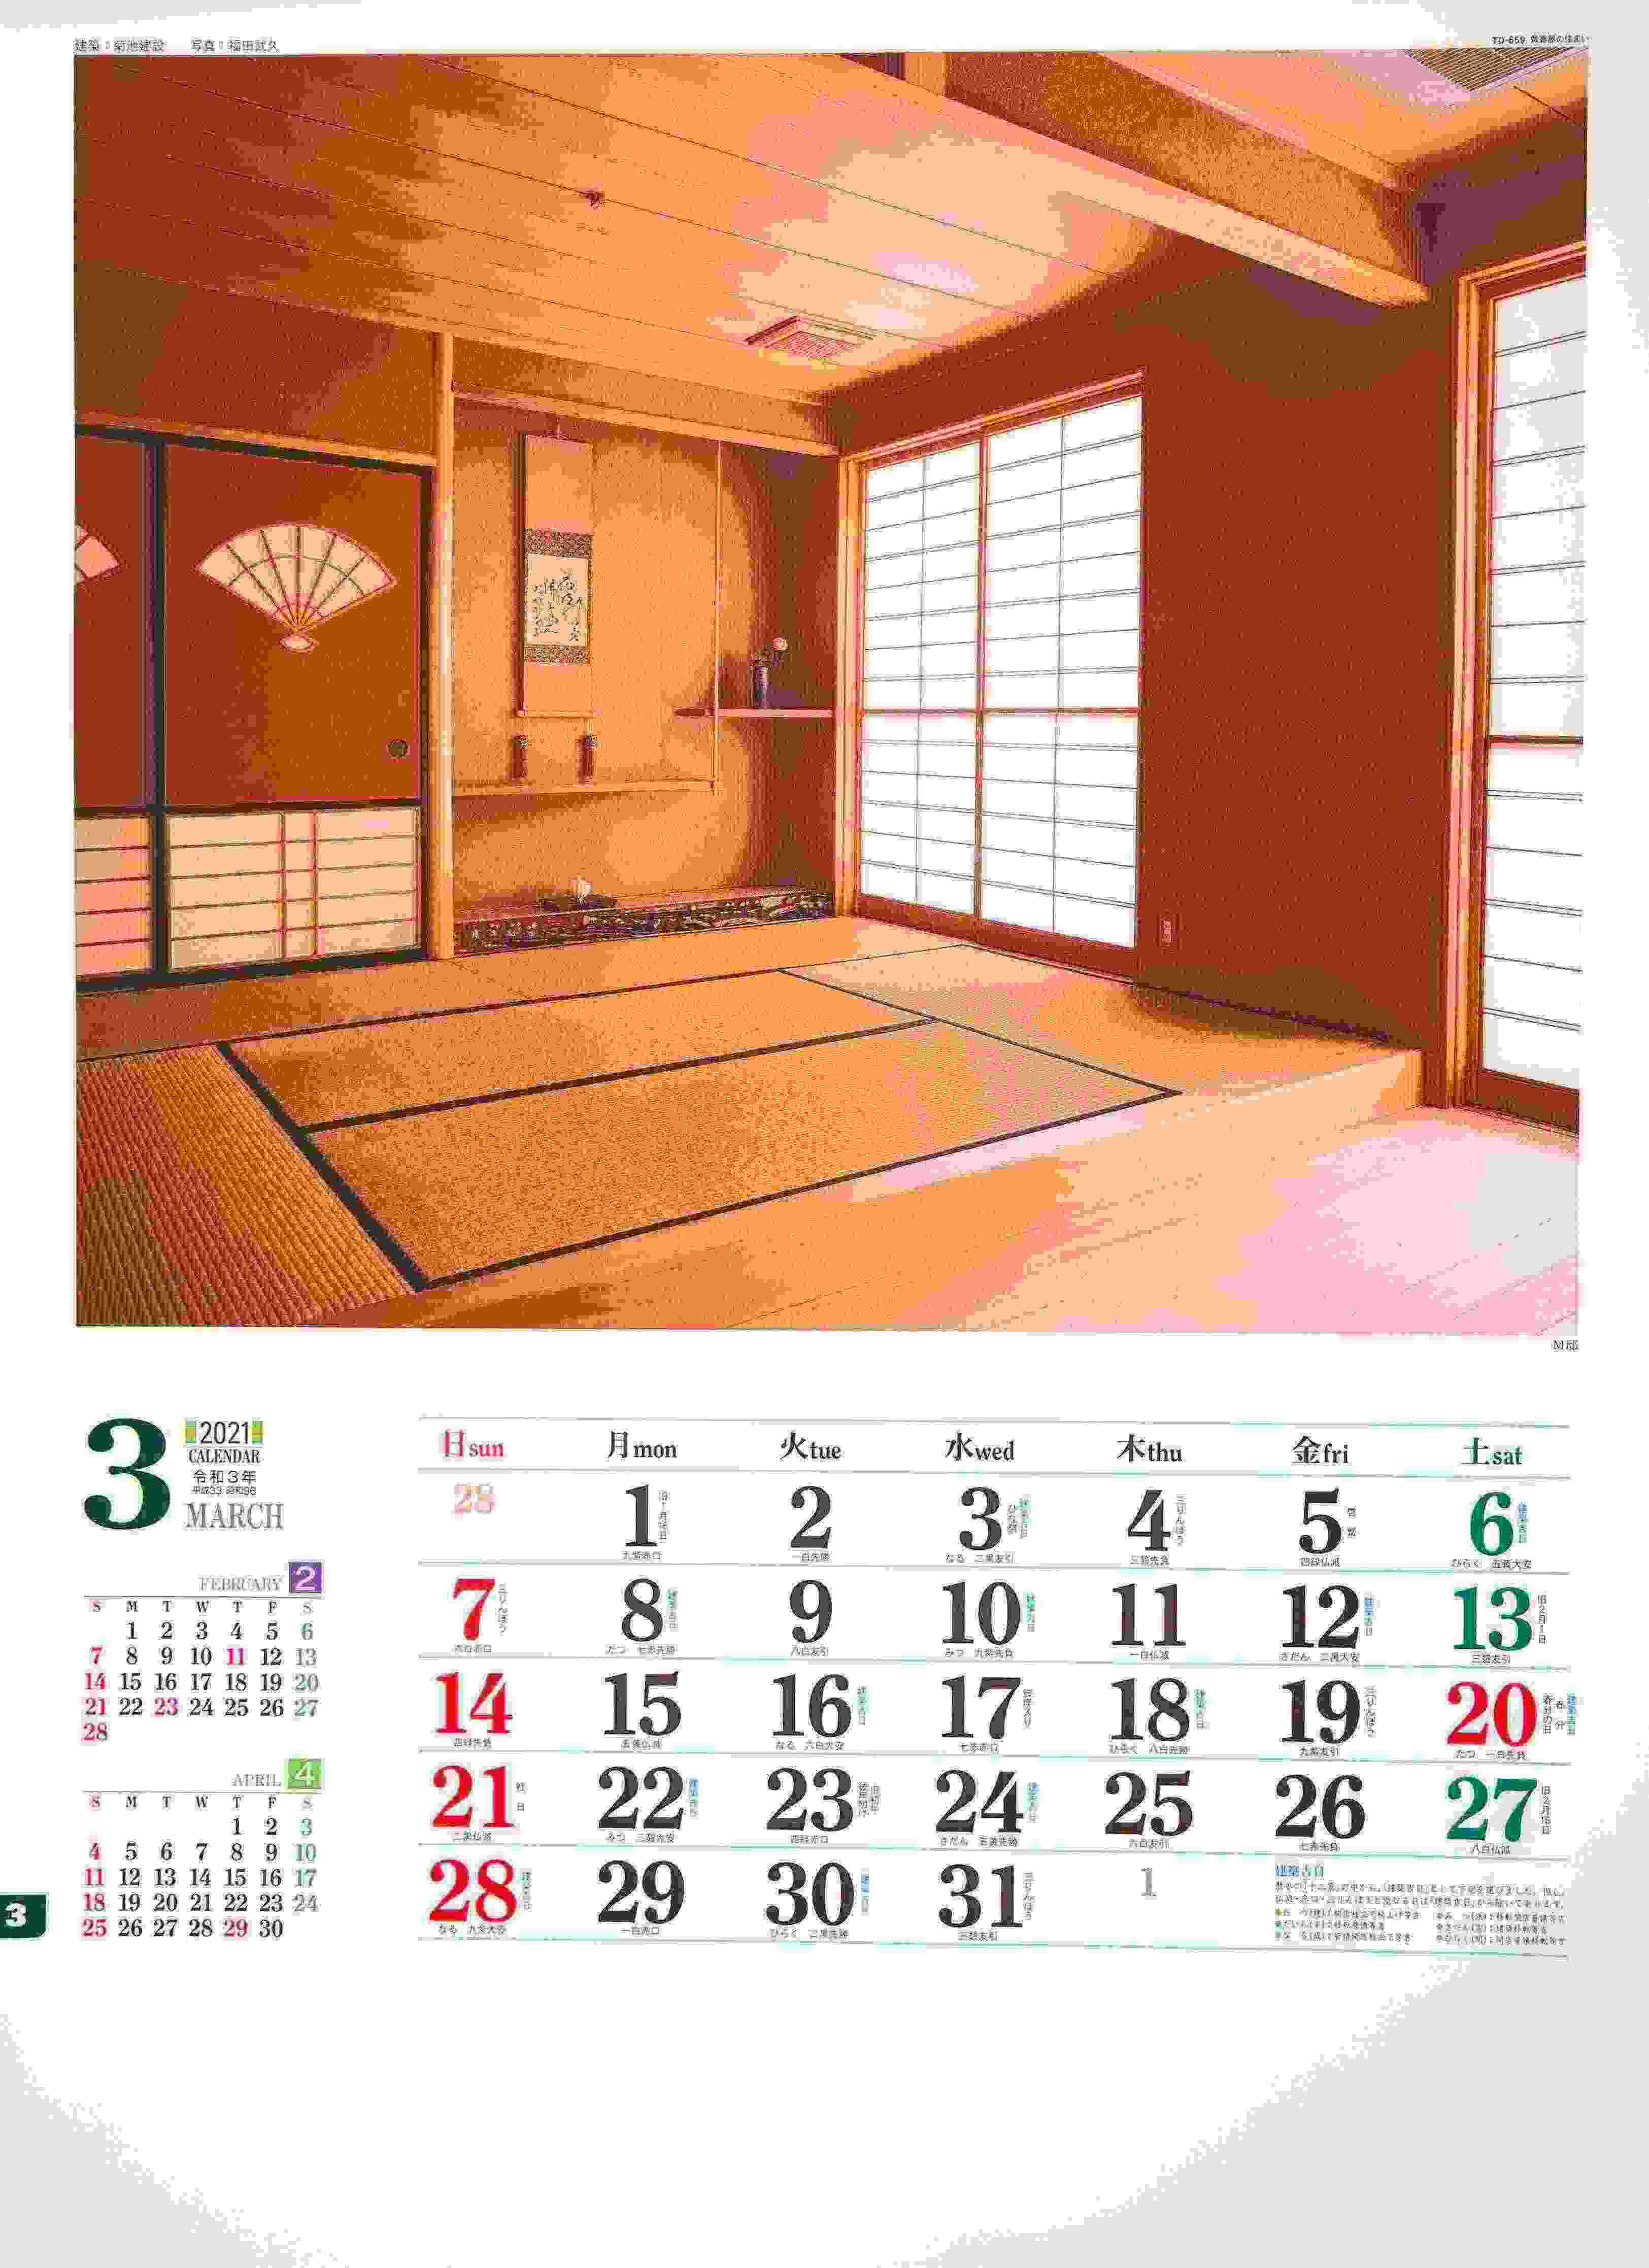 建築：菊池建設　写真：福田武久
TD-659 数寄屋の住まい
M邸
3
2021
CALENDAR
令和3年
平成33 昭和96
MARCH
FEBRUARY 2
S M T W T F S
1 2 3 4 5 6
7 8 9 10 11 12 13
14 15 16 17 18 19 20
21 22 23 24 25 26 27
28
APRIL 4
S M T W T F S
1 2 3
4 5 6 7 8 9 10
11 12 13 14 15 16 17
18 19 20 21 22 23 24
25 26 27 28 29 30
3
日sun 月mon 火tue 水wed 木thu 金fri 土sat
28 1 旧1月18日 2 3 ひな祭 建築吉日 4 三りんぼう 5 啓蟄 6 建築吉日
九紫赤口 一白先勝 なる 二黒友引 三碧先負 四緑仏滅 ひらく 五黄大安
7 三りんぼう 8 建築吉日 9 10 建築吉日 11 12 建築吉日 13 旧2月1日
六白赤口 たつ 七赤先勝 八白友引 みつ 九紫先負 一白仏滅 さだん 二黒大安 三碧友引
14 15 16 建築吉日 17 彼岸入り 18 建築吉日 19 三りんぼう 20 春分の日 春分 建築吉日
四緑先負 五黄仏滅 なる 六白大安 七赤赤口 ひらく 八白先勝 九紫友引 たつ 一白先負
21 22 建築吉日 23 24 建築吉日 25 26 27 旧2月15日
二黒仏滅 みつ 三碧大安 四緑赤口 さだん 五黄先勝 六白友引 七赤先負 八白仏滅
28 建築吉日 29 30 建築吉日 31 三りんぼう 1
なる 九紫大安 一白赤口 ひらく 二黒先勝 三碧友引
建築吉日